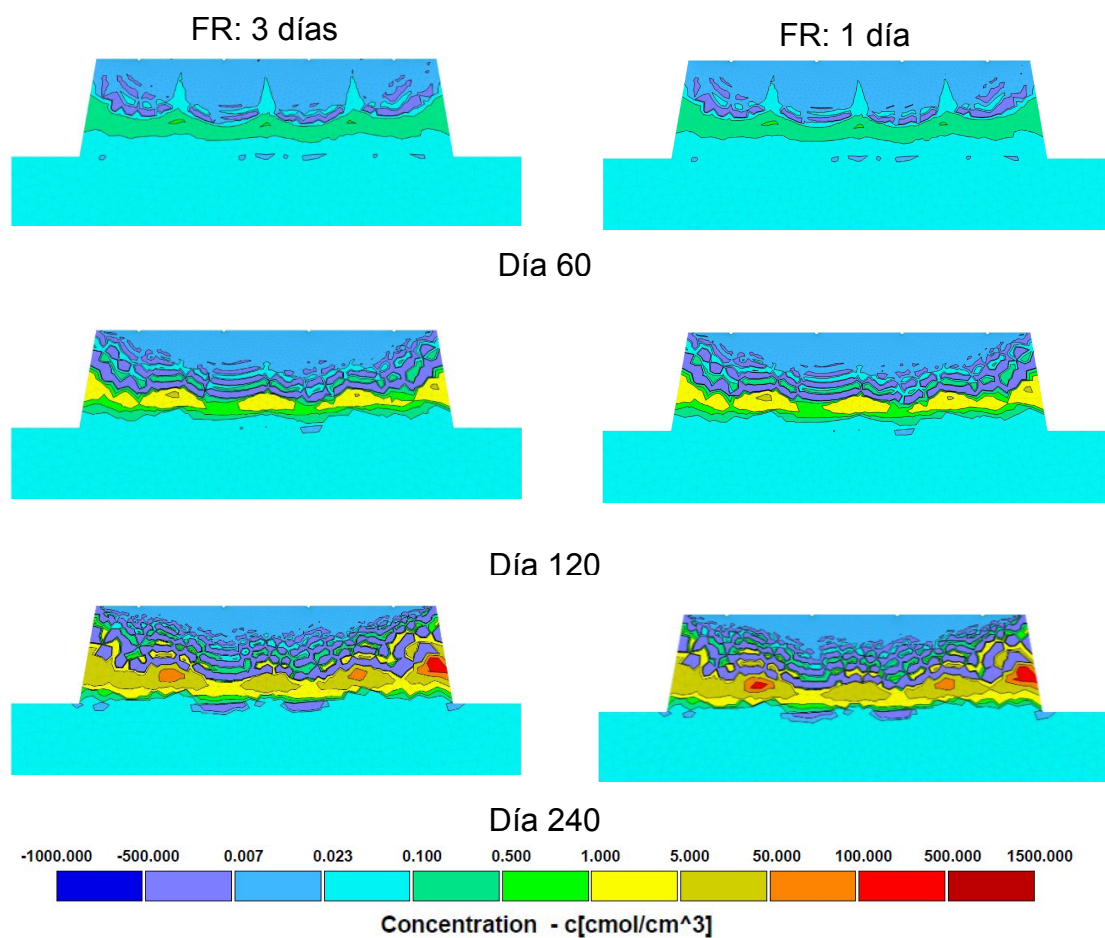 FR: 3 días
FR: 1 día
Día 60
Día 120
Día 240
-1000.000 -500.000 0.007 0.023 0.100 0.500 1.000 5.000 50.000 100.000 500.000 1500.000
Concentration - c[cmol/cm^3]